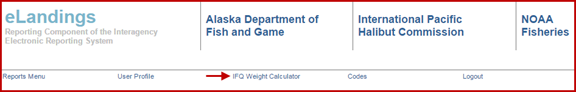 eLandings
Reporting Component of the Interagency
Electronic Reporting System
Alaska Department of
Fish and Game
International Pacific
Halibut Commission
NOAA
Fisheries
Reports Menu User Profile IFQ Weight Calculator Codes Logout